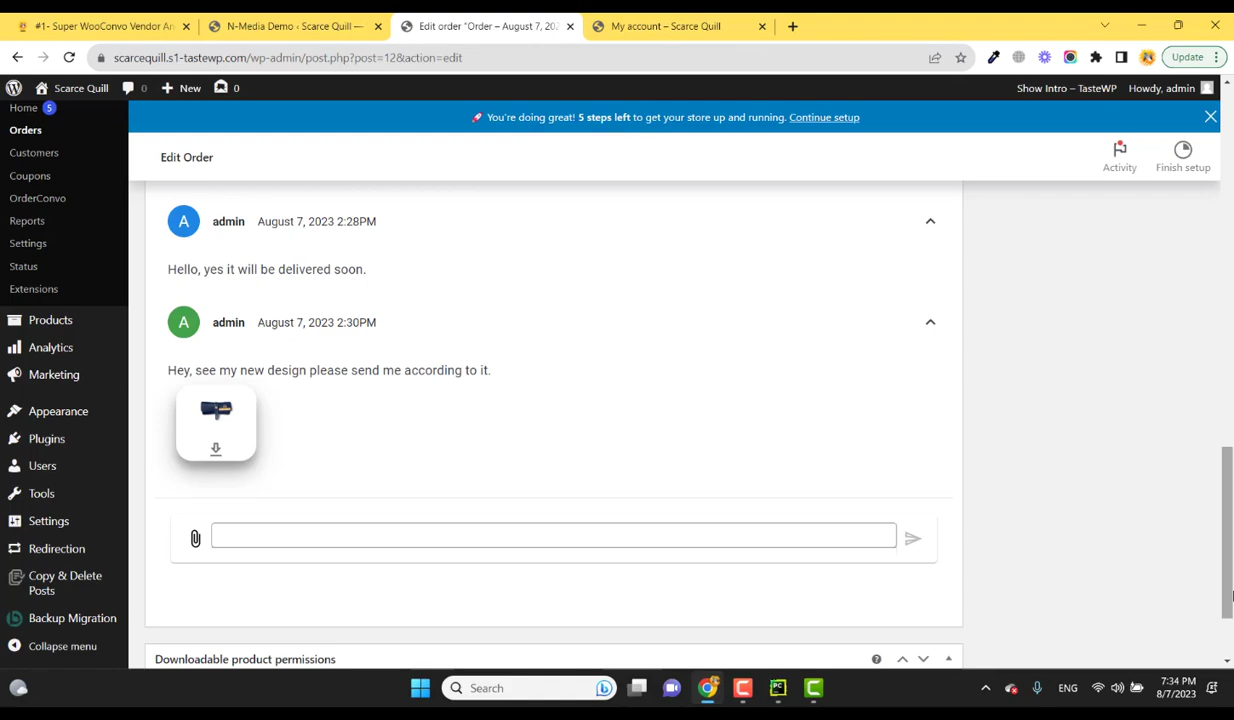 #1- Super WooConvo Vendor An
N-Media Demo ‹ Scarce Quill —
Edit order "Order – August 7, 202
My account – Scarce Quill
scarcequill.s1-tastewp.com/wp-admin/post.php?post=12&action=edit
Update
Scarce Quill
0
New
0
Show Intro – TasteWP
Howdy, admin
Home 5
Orders
Customers
Coupons
OrderConvo
Reports
Settings
Status
Extensions
Products
Analytics
Marketing
Appearance
Plugins
Users
Tools
Settings
Redirection
Copy & Delete
Posts
Backup Migration
Collapse menu
🚀 You're doing great! 5 steps left to get your store up and running. Continue setup
Edit Order
Activity
Finish setup
A admin August 7, 2023 2:28PM
Hello, yes it will be delivered soon.
A admin August 7, 2023 2:30PM
Hey, see my new design please send me according to it.
Downloadable product permissions
Search
ENG
7:34 PM
8/7/2023